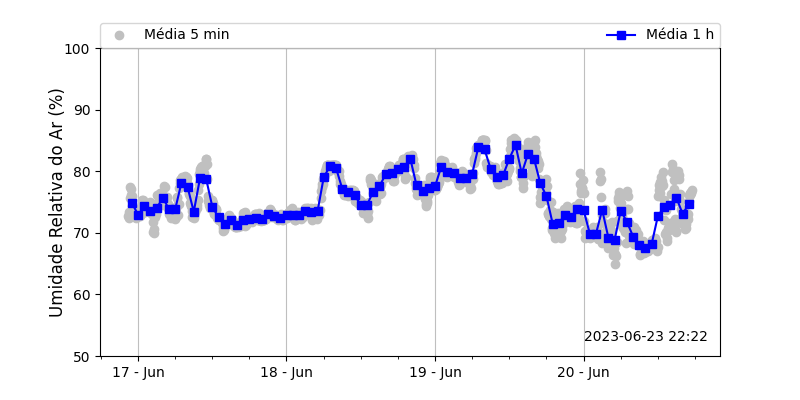 Média 5 min
Média 1 h
Umidade Relativa do Ar (%)
100
90
80
70
60
50
2023-06-23 22:22
17 - Jun
18 - Jun
19 - Jun
20 - Jun